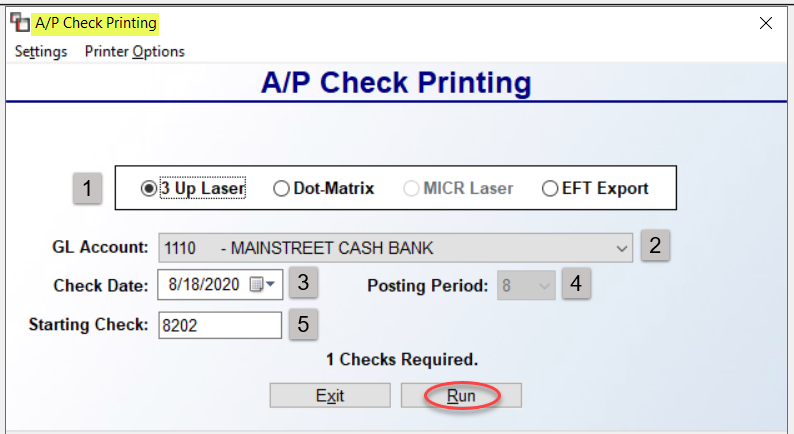 A/P Check Printing
Settings Printer Options
A/P Check Printing
1 3 Up Laser Dot-Matrix MICR Laser EFT Export
GL Account: 1110 - MAINSTREET CASH BANK 2
Check Date: 8/18/2020 3 Posting Period: 8 4
Starting Check: 8202 5
1 Checks Required.
Exit Run